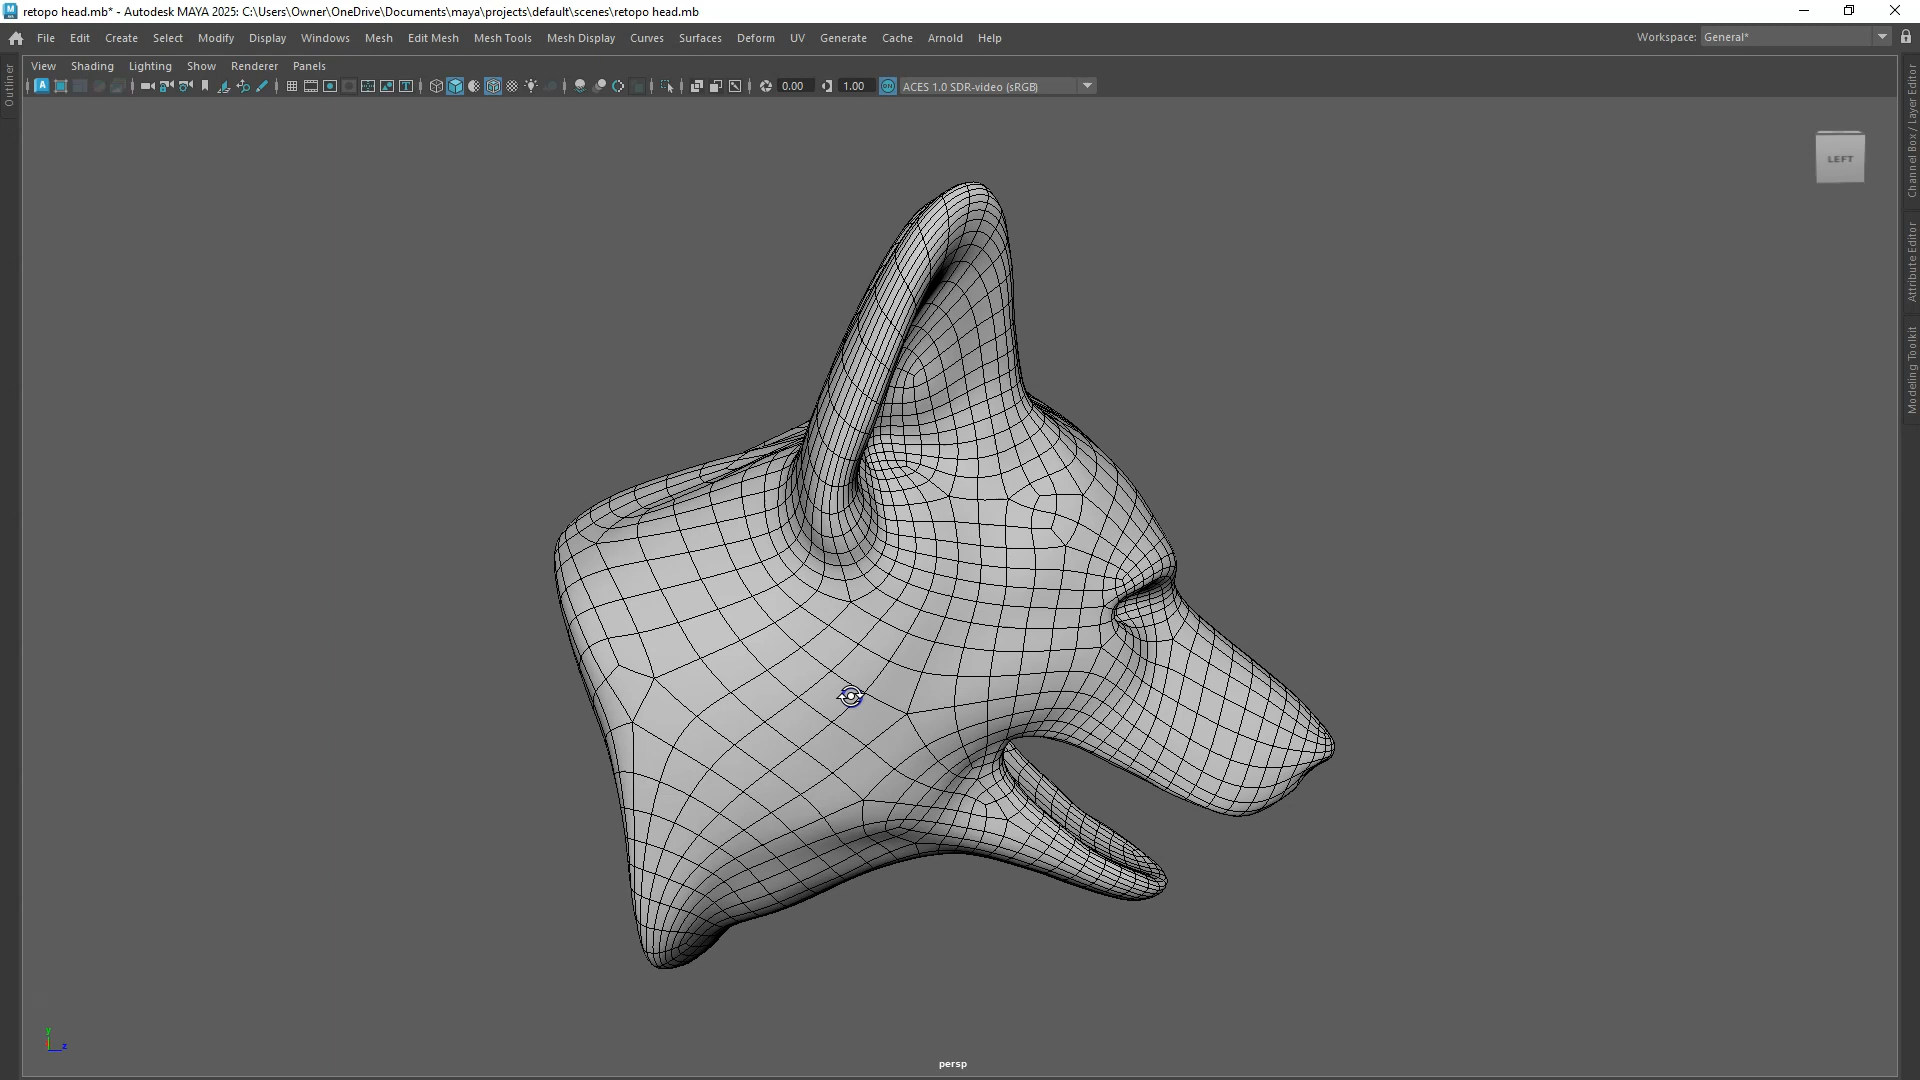 retopo head.mb* - Autodesk MAYA 2025: C:\Users\Owner\OneDrive\Documents\maya\projects\default\scenes\retopo head.mb
File Edit Create Select Modify Display Windows Mesh Edit Mesh Mesh Tools Mesh Display Curves Surfaces Deform UV Generate Cache Arnold Help
Workspace: General*
View Shading Lighting Show Renderer Panels
0.00 1.00 ON ACES 1.0 SDR-video (sRGB)
Outliner
LEFT
Channel Box / Layer Editor
Attribute Editor
Modeling Toolkit
y
z
persp